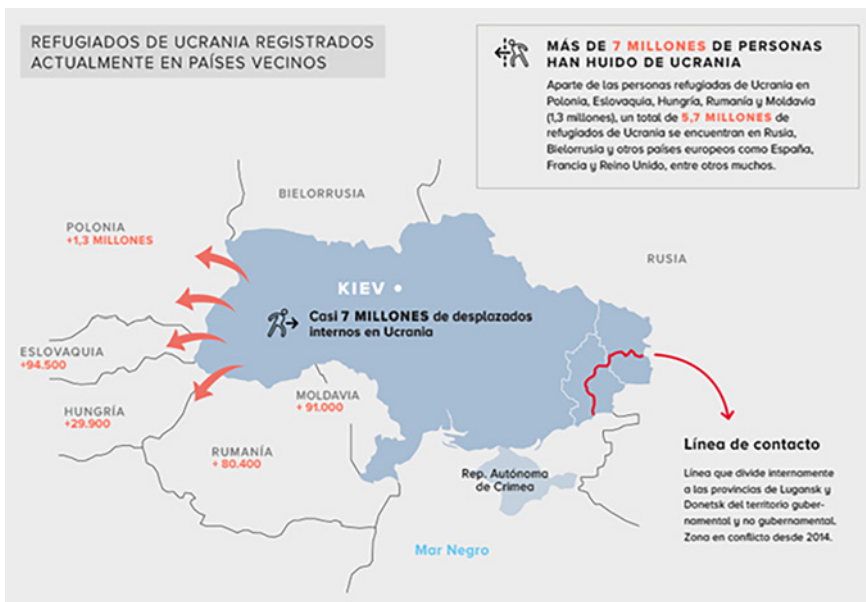 REFUGIADOS DE UCRANIA REGISTRADOS
ACTUALMENTE EN PAÍSES VECINOS
MÁS DE 7 MILLONES DE PERSONAS
HAN HUIDO DE UCRANIA
Aparte de las personas refugiadas de Ucrania en
Polonia, Eslovaquia, Hungría, Rumanía y Moldavia
(1,3 millones), un total de 5,7 MILLONES de
refugiados de Ucrania se encuentran en Rusia,
Bielorrusia y otros países europeos como España,
Francia y Reino Unido, entre otros muchos.
BIELORRUSIA
POLONIA
+1,3 MILLONES
RUSIA
KIEV
Casi 7 MILLONES de desplazados
internos en Ucrania
ESLOVAQUIA
+94.500
HUNGRÍA
+29.900
MOLDAVIA
+ 91.000
RUMANÍA
+ 80.400
Rep. Autónoma
de Crimea
Mar Negro
Línea de contacto
Línea que divide internamente
a las provincias de Lugansk y
Donetsk del territorio guber-
namental y no gubernamental.
Zona en conflicto desde 2014.